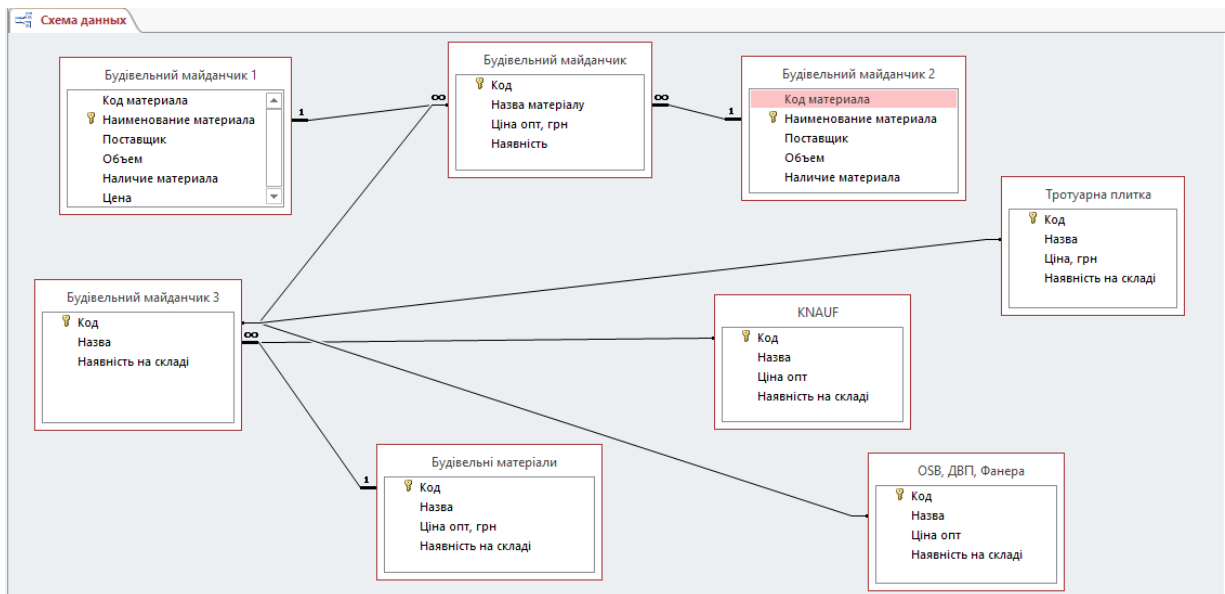 Схема данных
Будівельний майданчик 1
Код материала
Наименование материала
Поставщик
Объем
Наличие материала
Цена
1
∞
Будівельний майданчик
Код
Назва матеріалу
Ціна опт, грн
Наявність
∞
1
Будівельний майданчик 2
Код материала
Наименование материала
Поставщик
Объем
Наличие материала
Тротуарна плитка
Код
Назва
Ціна, грн
Наявність на складі
Будівельний майданчик 3
Код
Назва
Наявність на складі
∞
KNAUF
Код
Назва
Ціна опт
Наявність на складі
1
Будівельні матеріали
Код
Назва
Ціна опт, грн
Наявність на складі
OSB, ДВП, Фанера
Код
Назва
Ціна опт
Наявність на складі